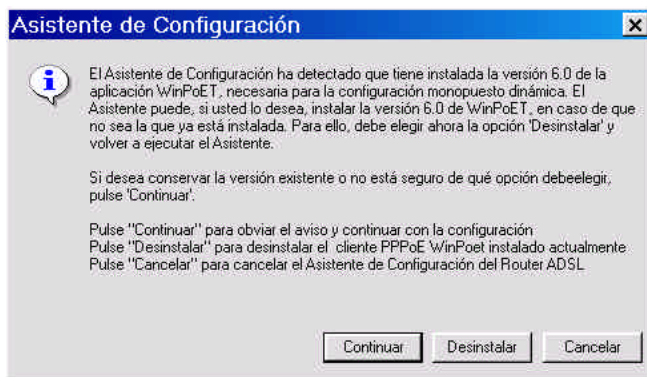 Asistente de Configuración
El Asistente de Configuración ha detectado que tiene instalada la versión 6.0 de la
aplicación WinPoET, necesaria para la configuración monopuesto dinámica. El
Asistente puede, si usted lo desea, instalar la versión 6.0 de WinPoET, en caso de que
no sea la que ya está instalada. Para ello, debe elegir ahora la opción 'Desinstalar' y
volver a ejecutar el Asistente.
Si desea conservar la versión existente o no está seguro de qué opción debeelegir,
pulse 'Continuar'.
Pulse "Continuar" para obviar el aviso y continuar con la configuración
Pulse "Desinstalar" para desinstalar el  cliente PPPoE WinPoet instalado actualmente
Pulse "Cancelar" para cancelar el Asistente de Configuración del Router ADSL
Continuar Desinstalar Cancelar